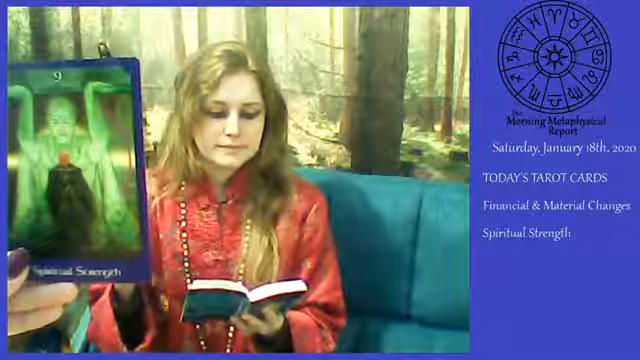 9
Spiritual Strength
The
Morning Metaphysical
Report
Saturday, January 18th, 2020
TODAY'S TAROT CARDS
Financial & Material Changes
Spiritual Strength